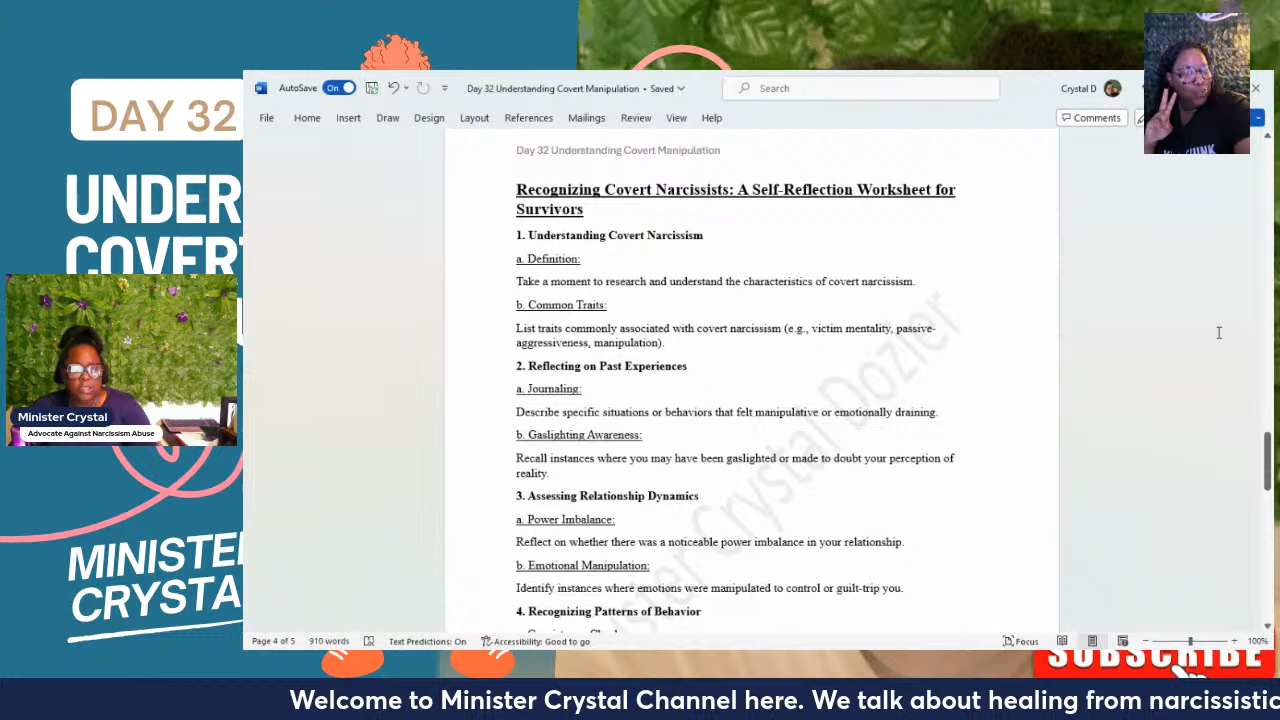 DAY 32
UNDER
COVERT
MINISTE
CRYSTA
AutoSave
On
Day 32 Understanding Covert Manipulation • Saved
Search
Crystal D
File
Home
Insert
Draw
Design
Layout
References
Mailings
Review
View
Help
Comments
Day 32 Understanding Covert Manipulation
Recognizing Covert Narcissists: A Self-Reflection Worksheet for
Survivors
1. Understanding Covert Narcissism
a. Definition:
Take a moment to research and understand the characteristics of covert narcissism.
b. Common Traits:
List traits commonly associated with covert narcissism (e.g., victim mentality, passive-
aggressiveness, manipulation).
2. Reflecting on Past Experiences
a. Journaling:
Describe specific situations or behaviors that felt manipulative or emotionally draining.
b. Gaslighting Awareness:
Recall instances where you may have been gaslighted or made to doubt your perception of
reality.
3. Assessing Relationship Dynamics
a. Power Imbalance:
Reflect on whether there was a noticeable power imbalance in your relationship.
b. Emotional Manipulation:
Identify instances where emotions were manipulated to control or guilt-trip you.
4. Recognizing Patterns of Behavior
Minister Crystal
Advocate Against Narcissism Abuse
Crystan Dozier
Page 4 of 5
910 words
Text Predictions: On
Accessibility: Good to go
Focus
100%
SUBSCRIBE
Welcome to Minister Crystal Channel here. We talk about healing from narcissistic